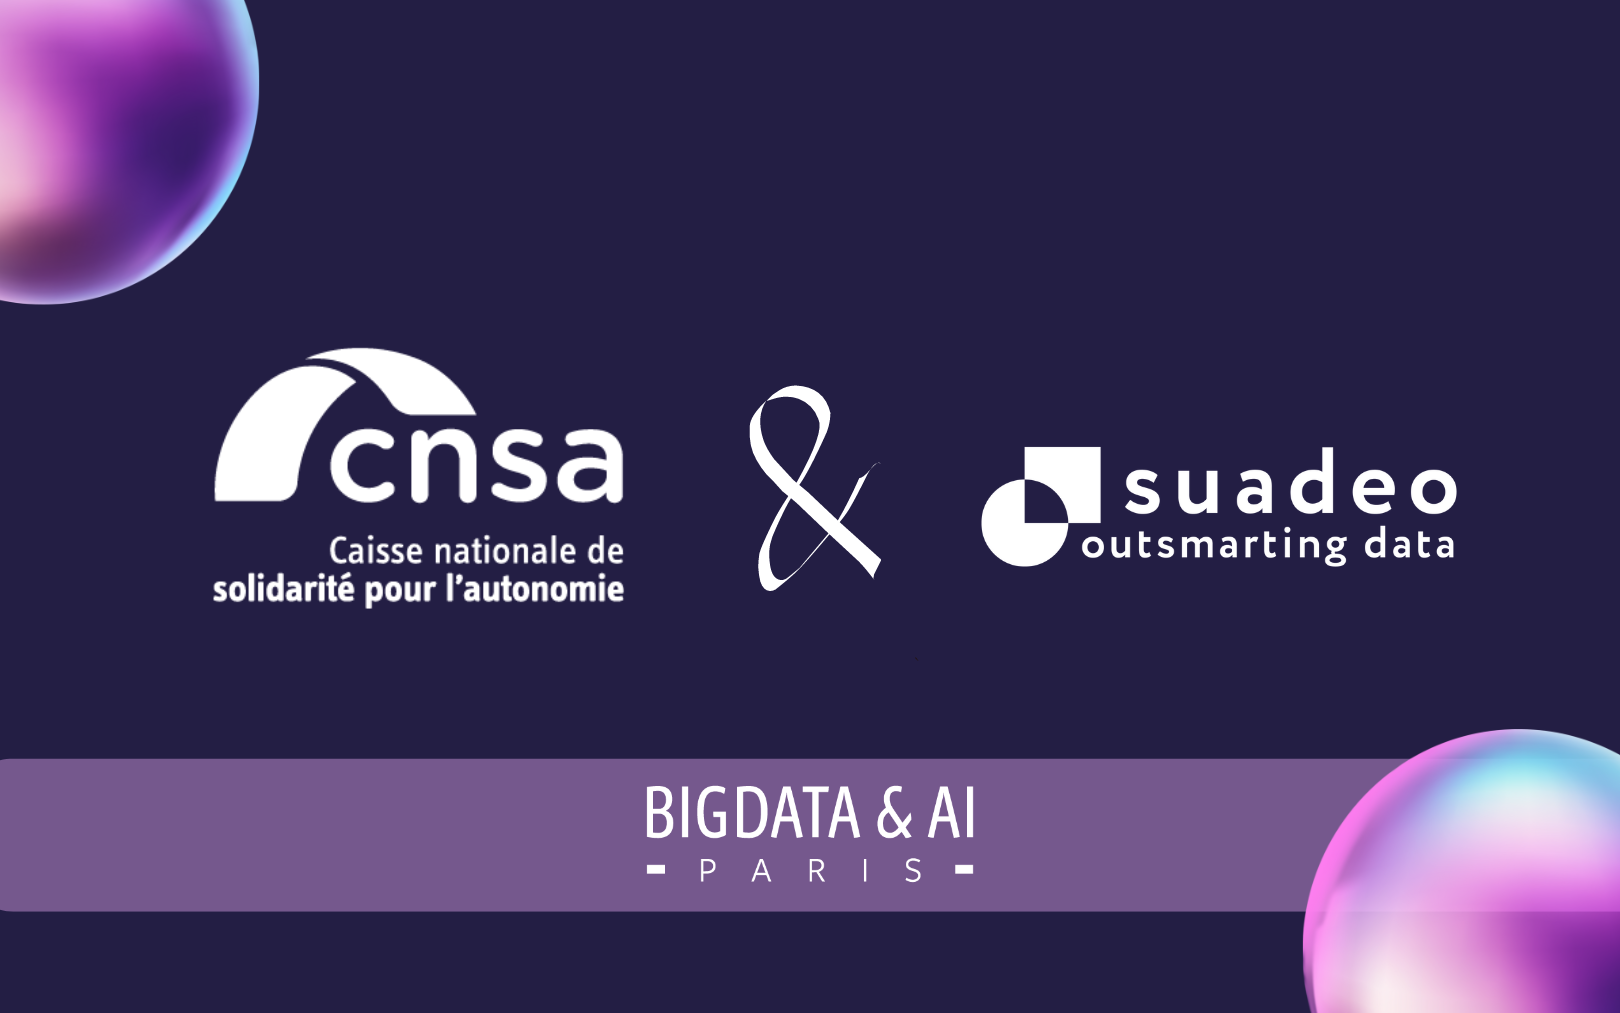 cnsa
Caisse nationale de
solidarité pour l'autonomie
&
suadeo
outsmarting data
BIGDATA & AI
- PARIS -